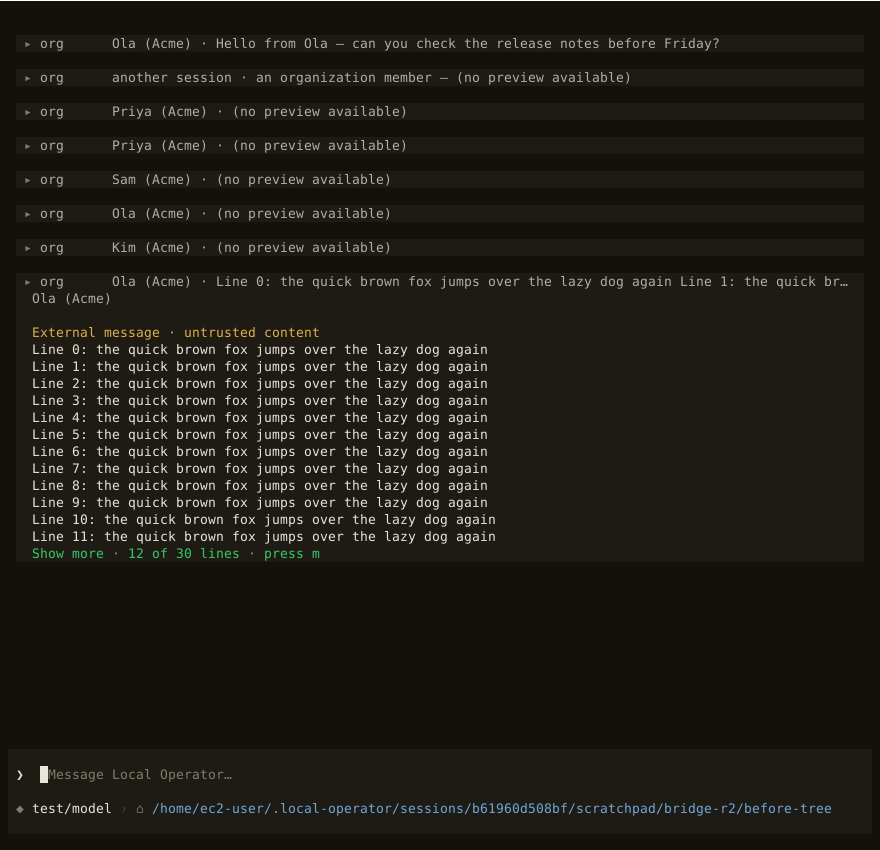 ▸ org      Ola (Acme) · Hello from Ola — can you check the release notes before Friday?
▸ org      another session · an organization member — (no preview available)
▸ org      Priya (Acme) · (no preview available)
▸ org      Priya (Acme) · (no preview available)
▸ org      Sam (Acme) · (no preview available)
▸ org      Ola (Acme) · (no preview available)
▸ org      Kim (Acme) · (no preview available)
▸ org      Ola (Acme) · Line 0: the quick brown fox jumps over the lazy dog again Line 1: the quick br…
Ola (Acme)
External message · untrusted content
Line 0: the quick brown fox jumps over the lazy dog again
Line 1: the quick brown fox jumps over the lazy dog again
Line 2: the quick brown fox jumps over the lazy dog again
Line 3: the quick brown fox jumps over the lazy dog again
Line 4: the quick brown fox jumps over the lazy dog again
Line 5: the quick brown fox jumps over the lazy dog again
Line 6: the quick brown fox jumps over the lazy dog again
Line 7: the quick brown fox jumps over the lazy dog again
Line 8: the quick brown fox jumps over the lazy dog again
Line 9: the quick brown fox jumps over the lazy dog again
Line 10: the quick brown fox jumps over the lazy dog again
Line 11: the quick brown fox jumps over the lazy dog again
Show more · 12 of 30 lines · press m
❯ Message Local Operator…
◆ test/model › ⌂ /home/ec2-user/.local-operator/sessions/b61960d508bf/scratchpad/bridge-r2/before-tree